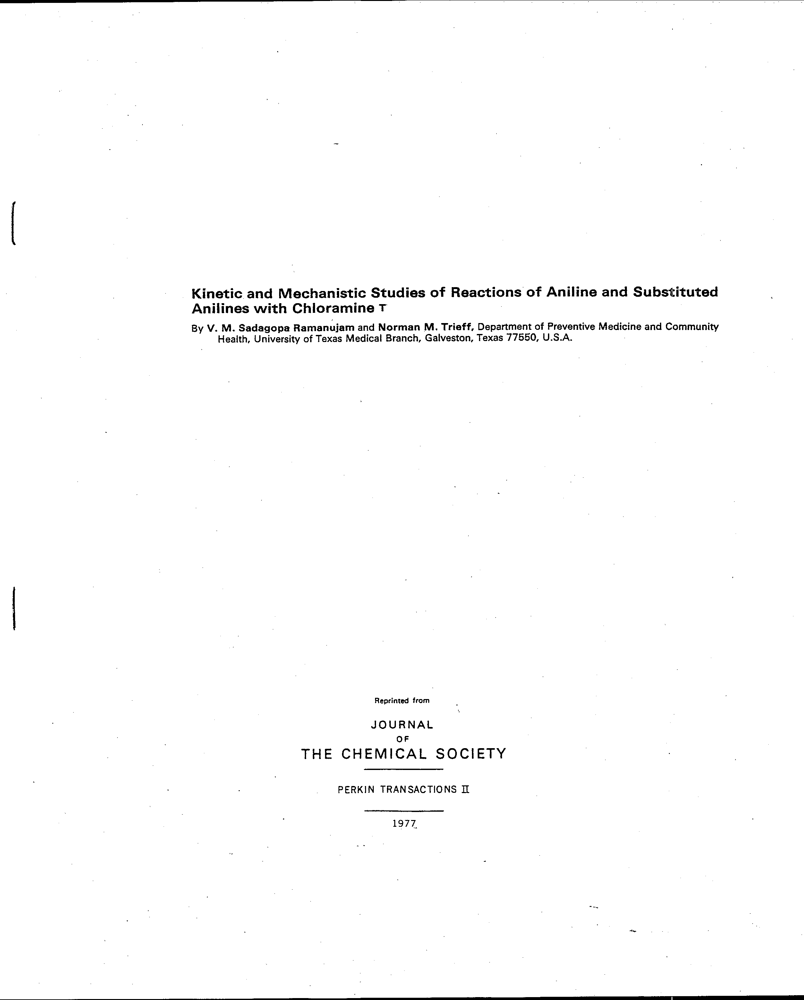 Kinetic and Mechanistic Studies of Reactions of Aniline and Substituted
Anilines with Chloramine T
By V. M. Sadagopa Ramanujam and Norman M. Trieff, Department of Preventive Medicine and Community
Health, University of Texas Medical Branch, Galveston, Texas 77550, U.S.A.
Reprinted from
JOURNAL
OF
THE CHEMICAL SOCIETY
PERKIN TRANSACTIONS II
1977